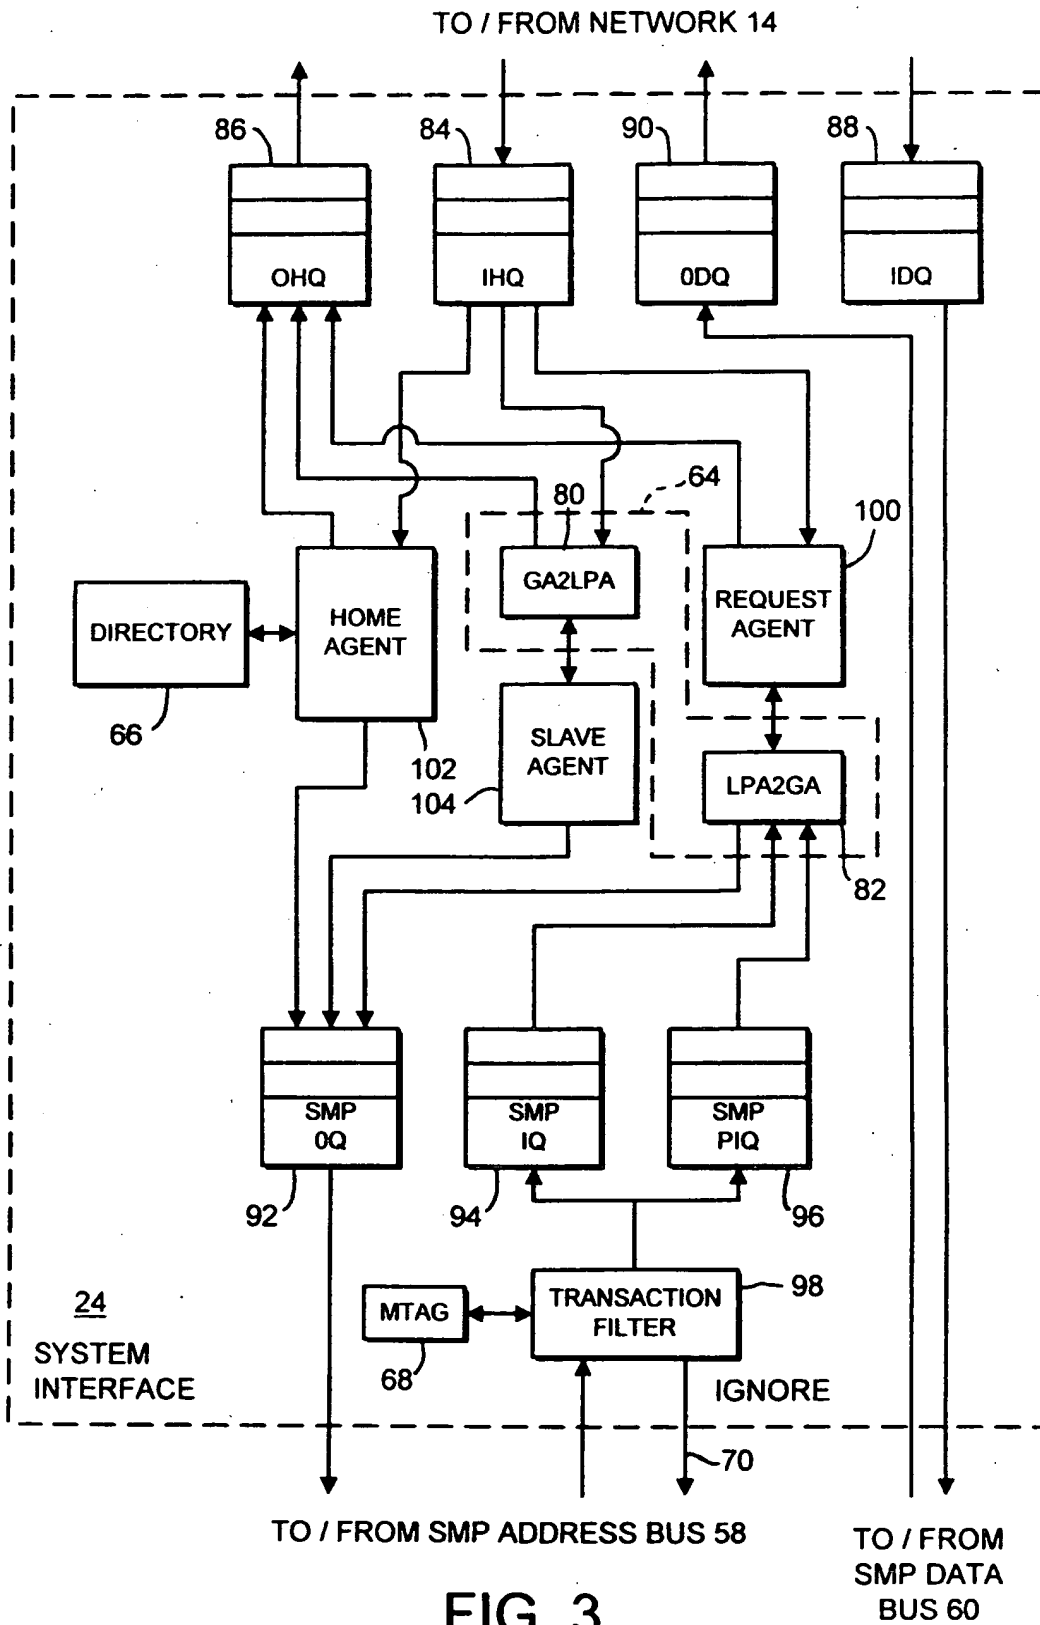 TO / FROM NETWORK 14
86
84
90
88
OHQ
IHQ
0DQ
IDQ
64
80
100
GA2LPA
DIRECTORY
HOME
AGENT
REQUEST
AGENT
66
102
SLAVE
AGENT
104
LPA2GA
82
SMP
0Q
SMP
IQ
SMP
PIQ
92
94
96
98
24
SYSTEM
INTERFACE
MTAG
TRANSACTION
FILTER
68
IGNORE
70
TO / FROM SMP ADDRESS BUS 58
TO / FROM
SMP DATA
BUS 60
FIG. 3